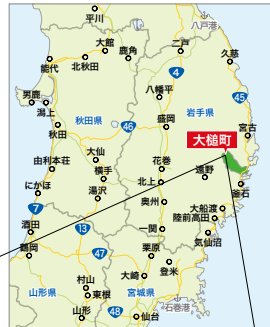 八戸港
平川
二戸
大館
鹿角
久慈
能代
北秋田
4
八幡平
45
男鹿
潟上
秋田県
岩手県
46
盛岡
宮古
秋田
大槌町
大仙
花巻
由利本荘
横手
遠野
釜石
にかほ
湯沢
北上
7
奥州
大船渡
陸前高田
酒田
13
一関
気仙沼
鶴岡
47
栗原
登米
大崎
山形県
村山
東根
宮城県
石巻港
48
山形
仙台